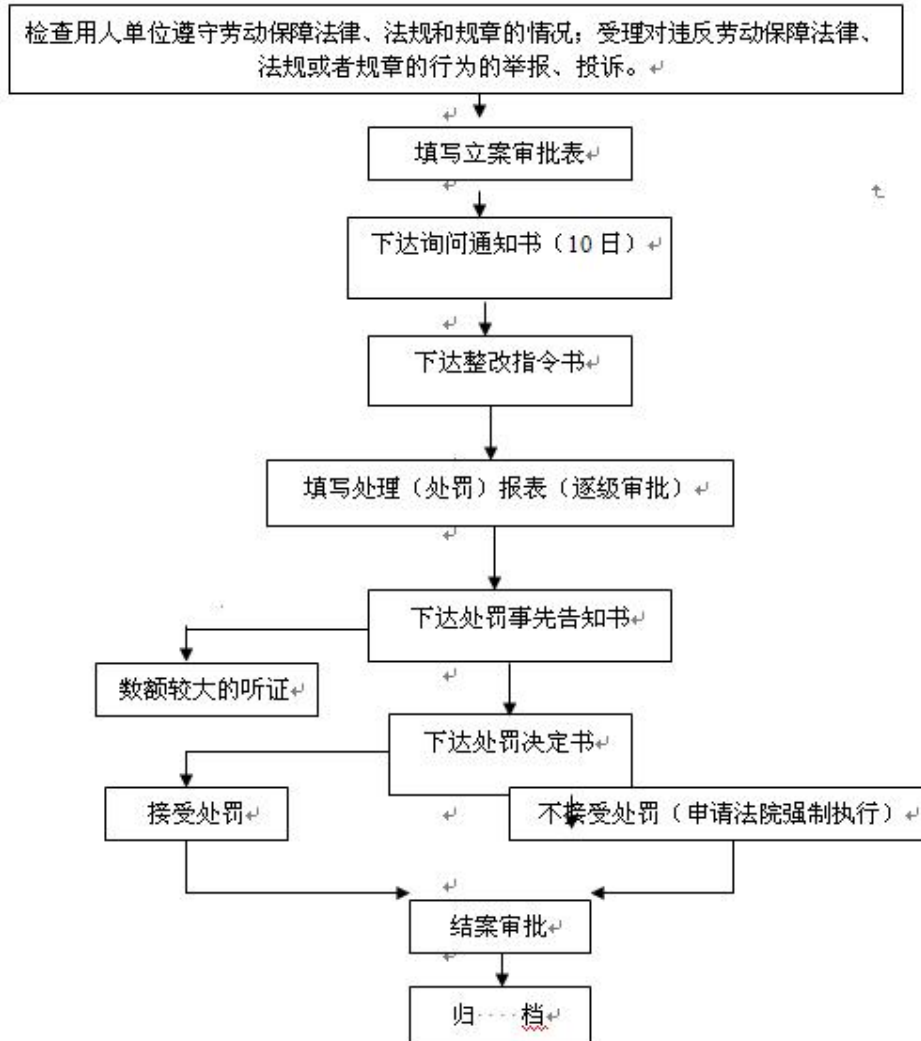 检查用人单位遵守劳动保障法律、法规和规章的情况；受理对违反劳动保障法律、
法规或者规章的行为的举报、投诉。
填写立案审批表
下达询问通知书（10日）
下达整改指令书
填写处理（处罚）报表（逐级审批）
下达处罚事先告知书
数额较大的听证
下达处罚决定书
接受处罚
不接受处罚（申请法院强制执行）
结案审批
归····档